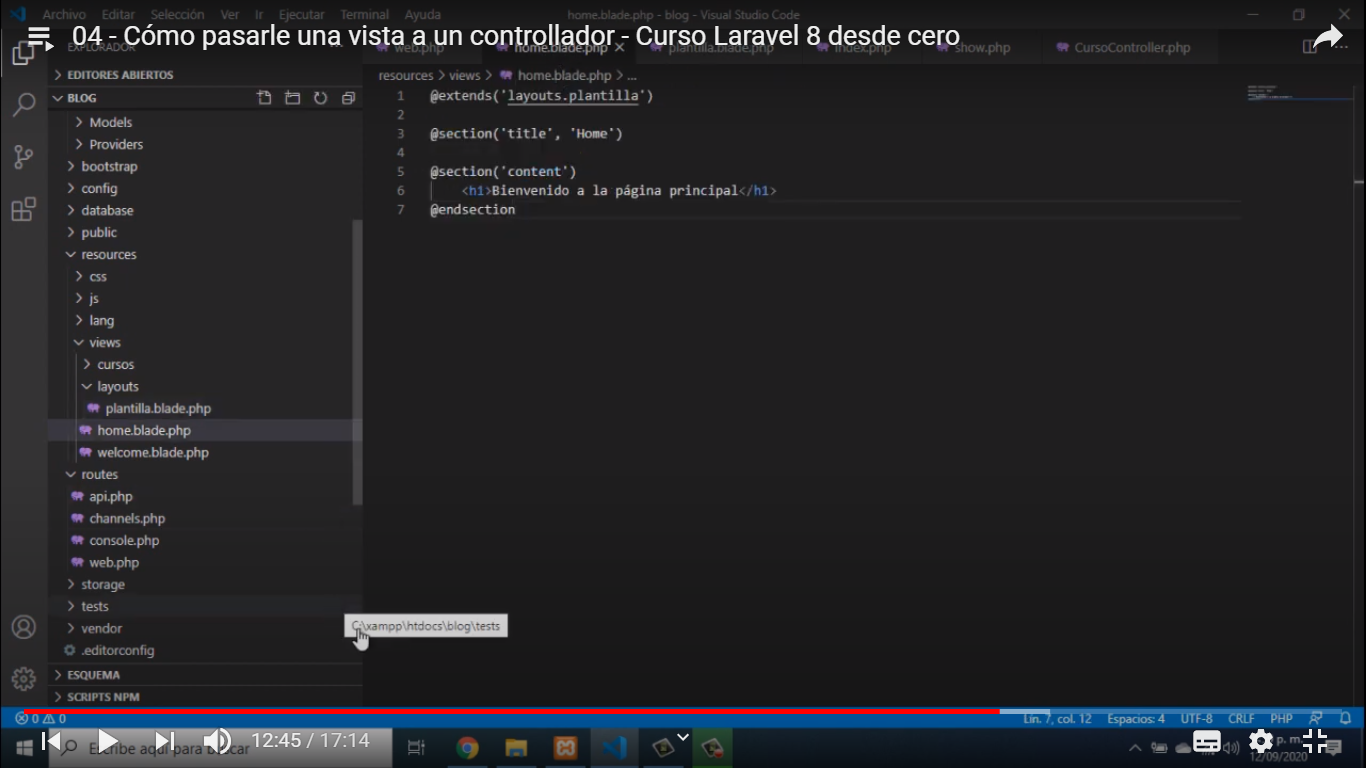 Archivo Editar Selección Ver Ir Ejecutar Terminal Ayuda
home.blade.php - blog - Visual Studio Code
04 - Cómo pasarle una vista a un controllador - Curso Laravel 8 desde cero
EXPLORADOR
web.php
home.blade.php
plantilla.blade.php
index.php
show.php
CursoController.php
EDITORES ABIERTOS
resources > views > home.blade.php > ...
BLOG
Models
Providers
bootstrap
config
database
public
resources
css
js
lang
views
cursos
layouts
plantilla.blade.php
home.blade.php
welcome.blade.php
routes
api.php
channels.php
console.php
web.php
storage
tests
vendor
.editorconfig
ESQUEMA
SCRIPTS NPM
1 @extends('layouts.plantilla')
2
3 @section('title', 'Home')
4
5 @section('content')
6 <h1>Bienvenido a la página principal</h1>
7 @endsection
C:\xampp\htdocs\blog\tests
0 0
Lín. 7, col. 12 Espacios: 4 UTF-8 CRLF PHP
Escribe aquí para buscar
12:45 / 17:14
p. m.
12/09/2020